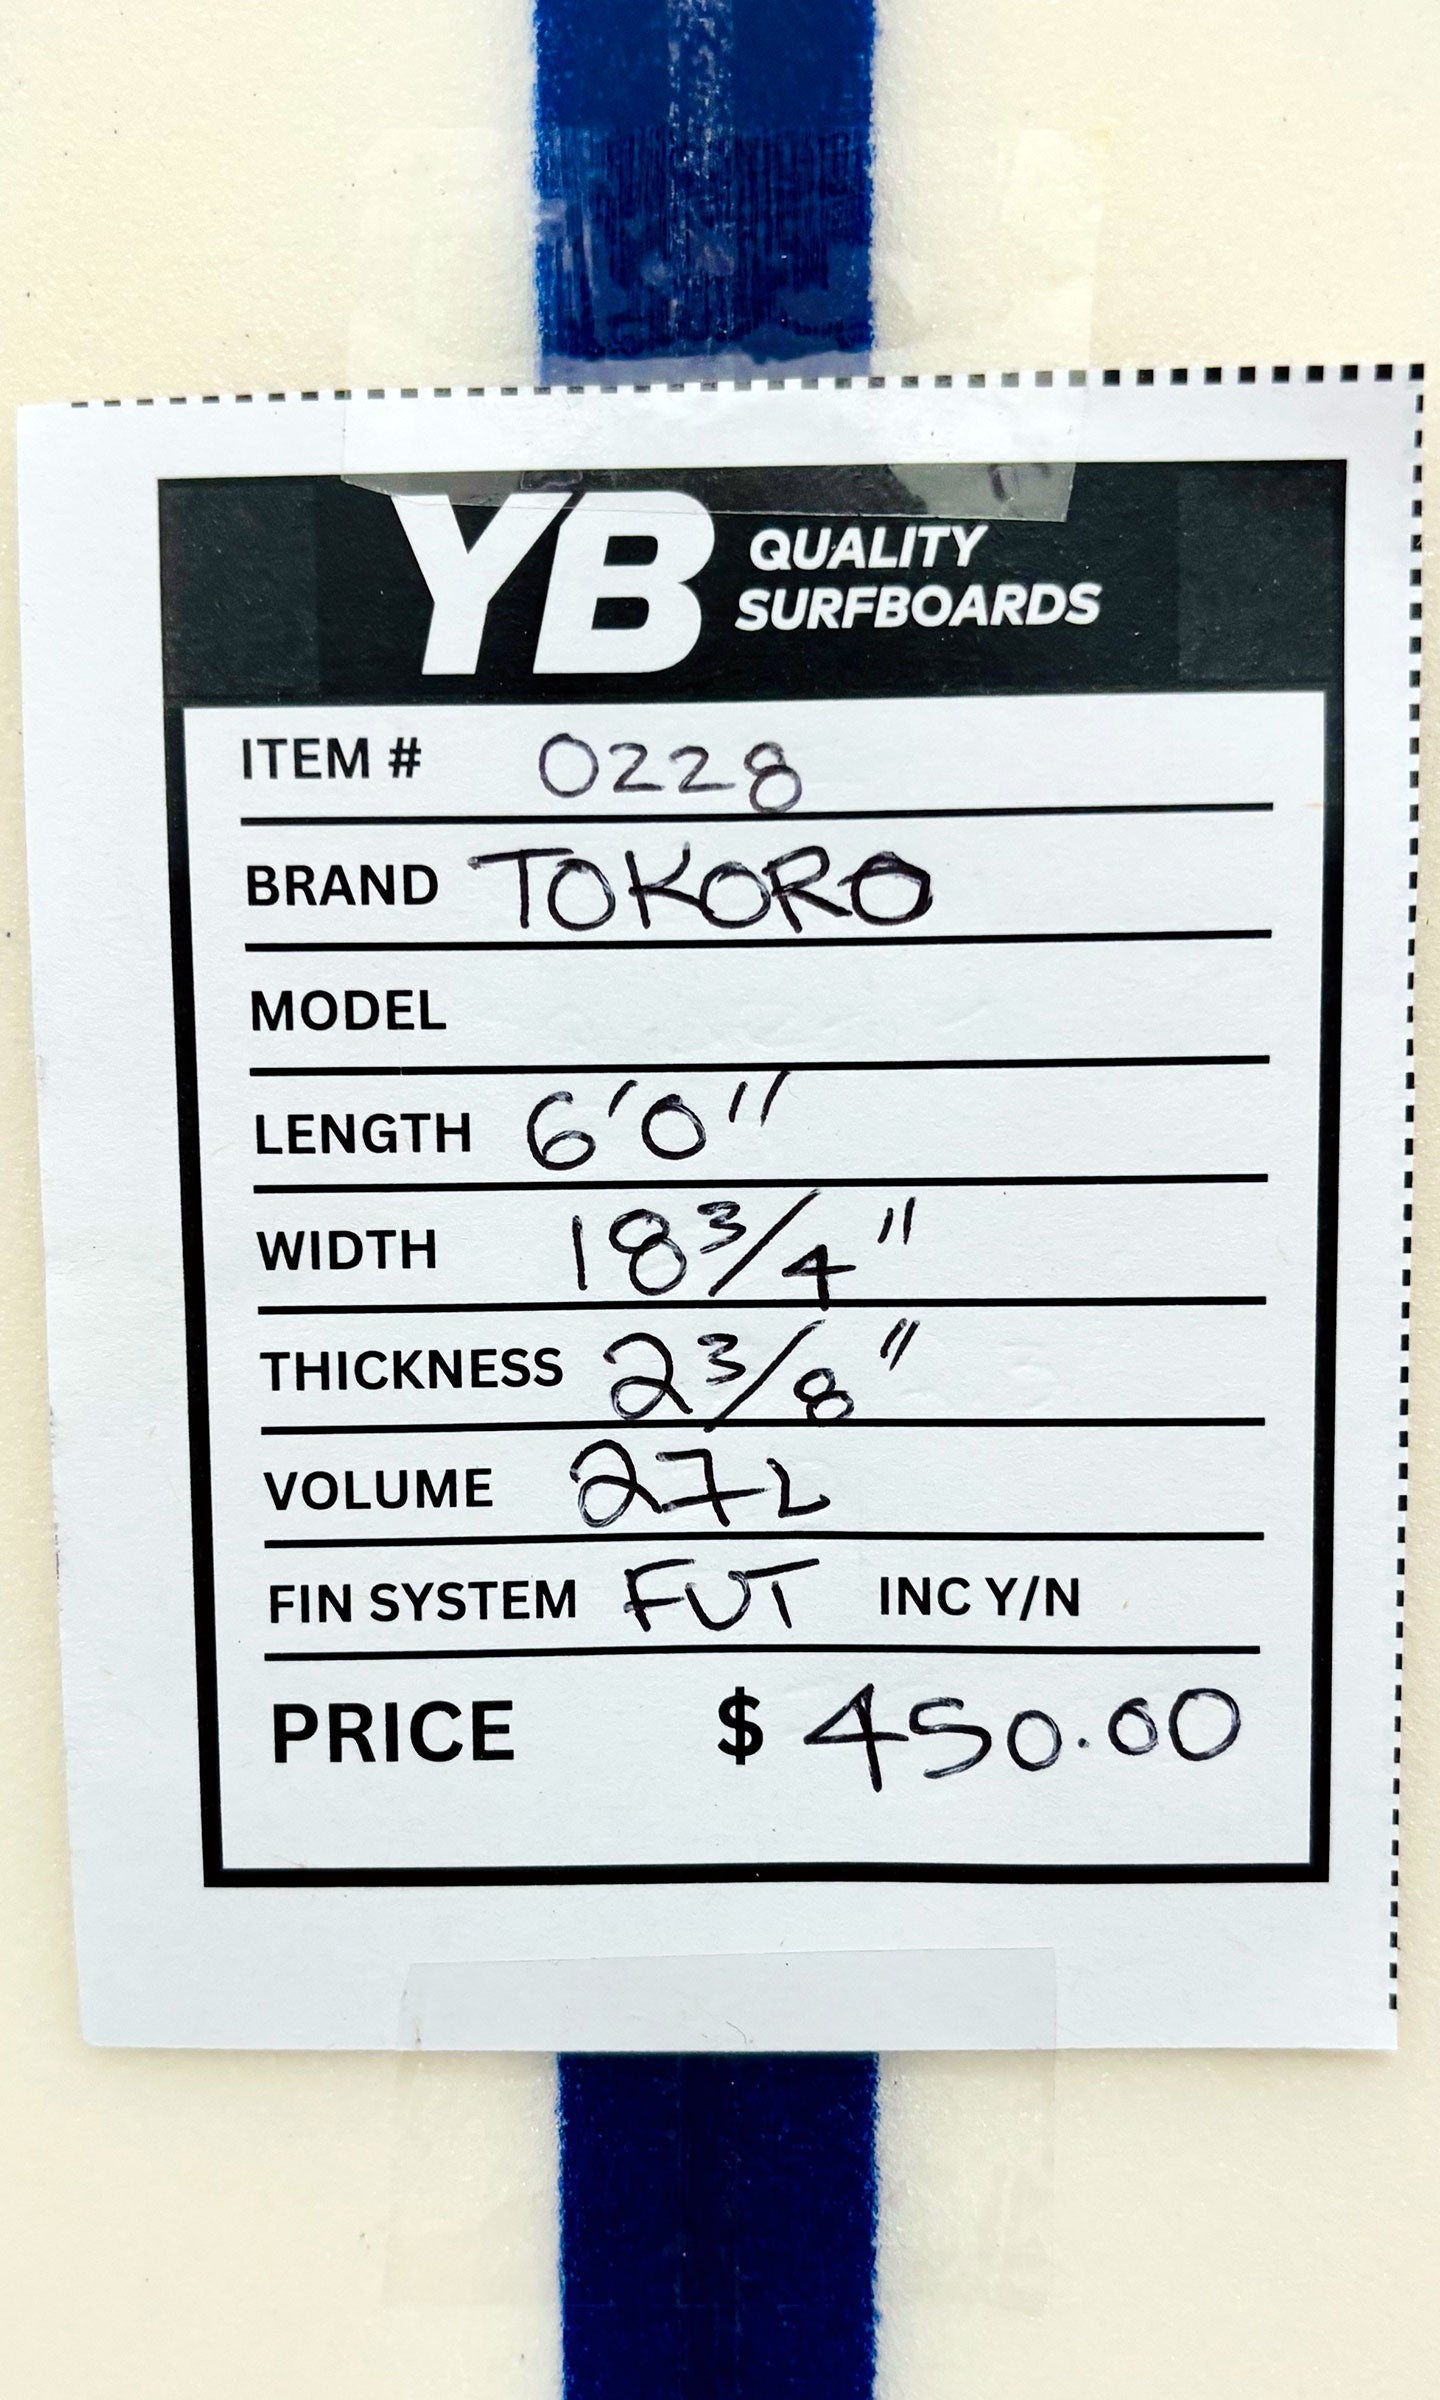 YB QUALITY
SURFBOARDS
ITEM # 0228
BRAND TOKORO
MODEL
LENGTH 6'0"
WIDTH 18 3/4"
THICKNESS 2 3/8"
VOLUME 27L
FIN SYSTEM FUT INC Y/N
PRICE $ 450.00